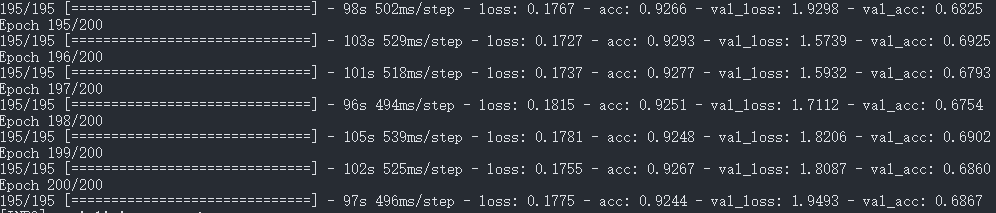 195/195 [==============================] - 98s 502ms/step - loss: 0.1767 - acc: 0.9266 - val_loss: 1.9298 - val_acc: 0.6825
Epoch 195/200
195/195 [==============================] - 103s 529ms/step - loss: 0.1727 - acc: 0.9293 - val_loss: 1.5739 - val_acc: 0.6925
Epoch 196/200
195/195 [==============================] - 101s 518ms/step - loss: 0.1737 - acc: 0.9277 - val_loss: 1.5932 - val_acc: 0.6793
Epoch 197/200
195/195 [==============================] - 96s 494ms/step - loss: 0.1815 - acc: 0.9251 - val_loss: 1.7112 - val_acc: 0.6754
Epoch 198/200
195/195 [==============================] - 105s 539ms/step - loss: 0.1781 - acc: 0.9248 - val_loss: 1.8206 - val_acc: 0.6902
Epoch 199/200
195/195 [==============================] - 102s 525ms/step - loss: 0.1755 - acc: 0.9267 - val_loss: 1.8087 - val_acc: 0.6860
Epoch 200/200
195/195 [==============================] - 97s 496ms/step - loss: 0.1775 - acc: 0.9244 - val_loss: 1.9493 - val_acc: 0.6867